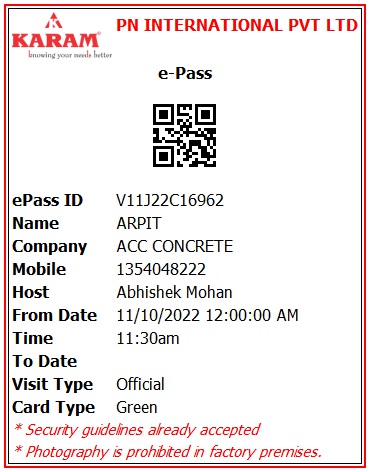 PN INTERNATIONAL PVT LTD
KARAM®
knowing your needs better
e-Pass
ePass ID V11J22C16962
Name ARPIT
Company ACC CONCRETE
Mobile 1354048222
Host Abhishek Mohan
From Date 11/10/2022 12:00:00 AM
Time 11:30am
To Date
Visit Type Official
Card Type Green
* Security guidelines already accepted
* Photography is prohibited in factory premises.